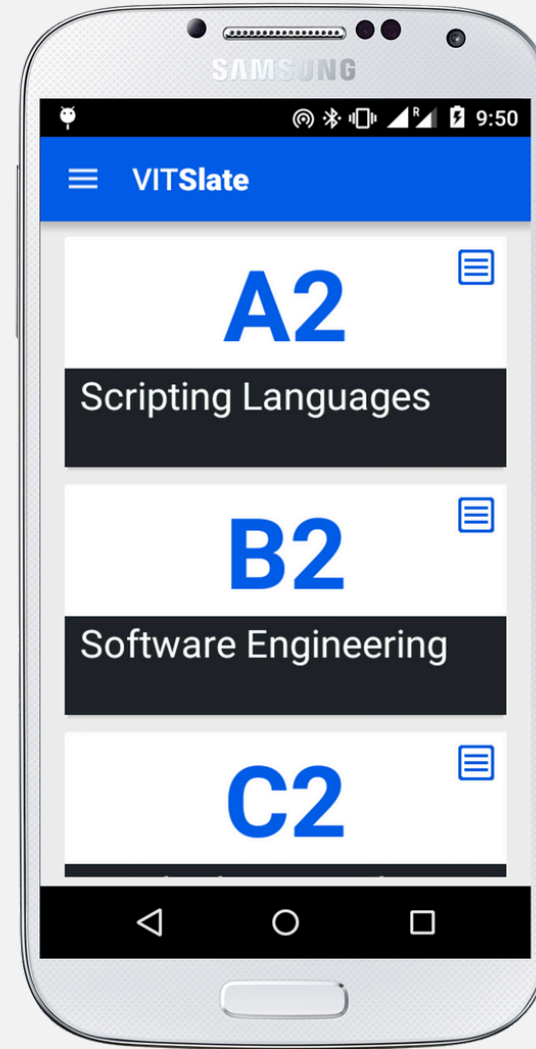 SAMSUNG
R 9:50
VITSlate
A2
Scripting Languages
B2
Software Engineering
C2